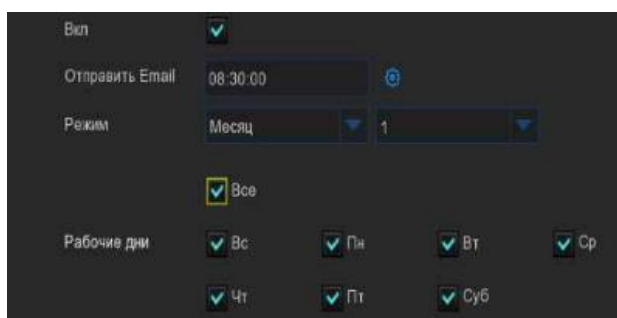 Вкл
Отправить Email 08:30:00
Режим Месяц 1
Все
Рабочие дни Вс Пн Вт Ср
Чт Пт Суб